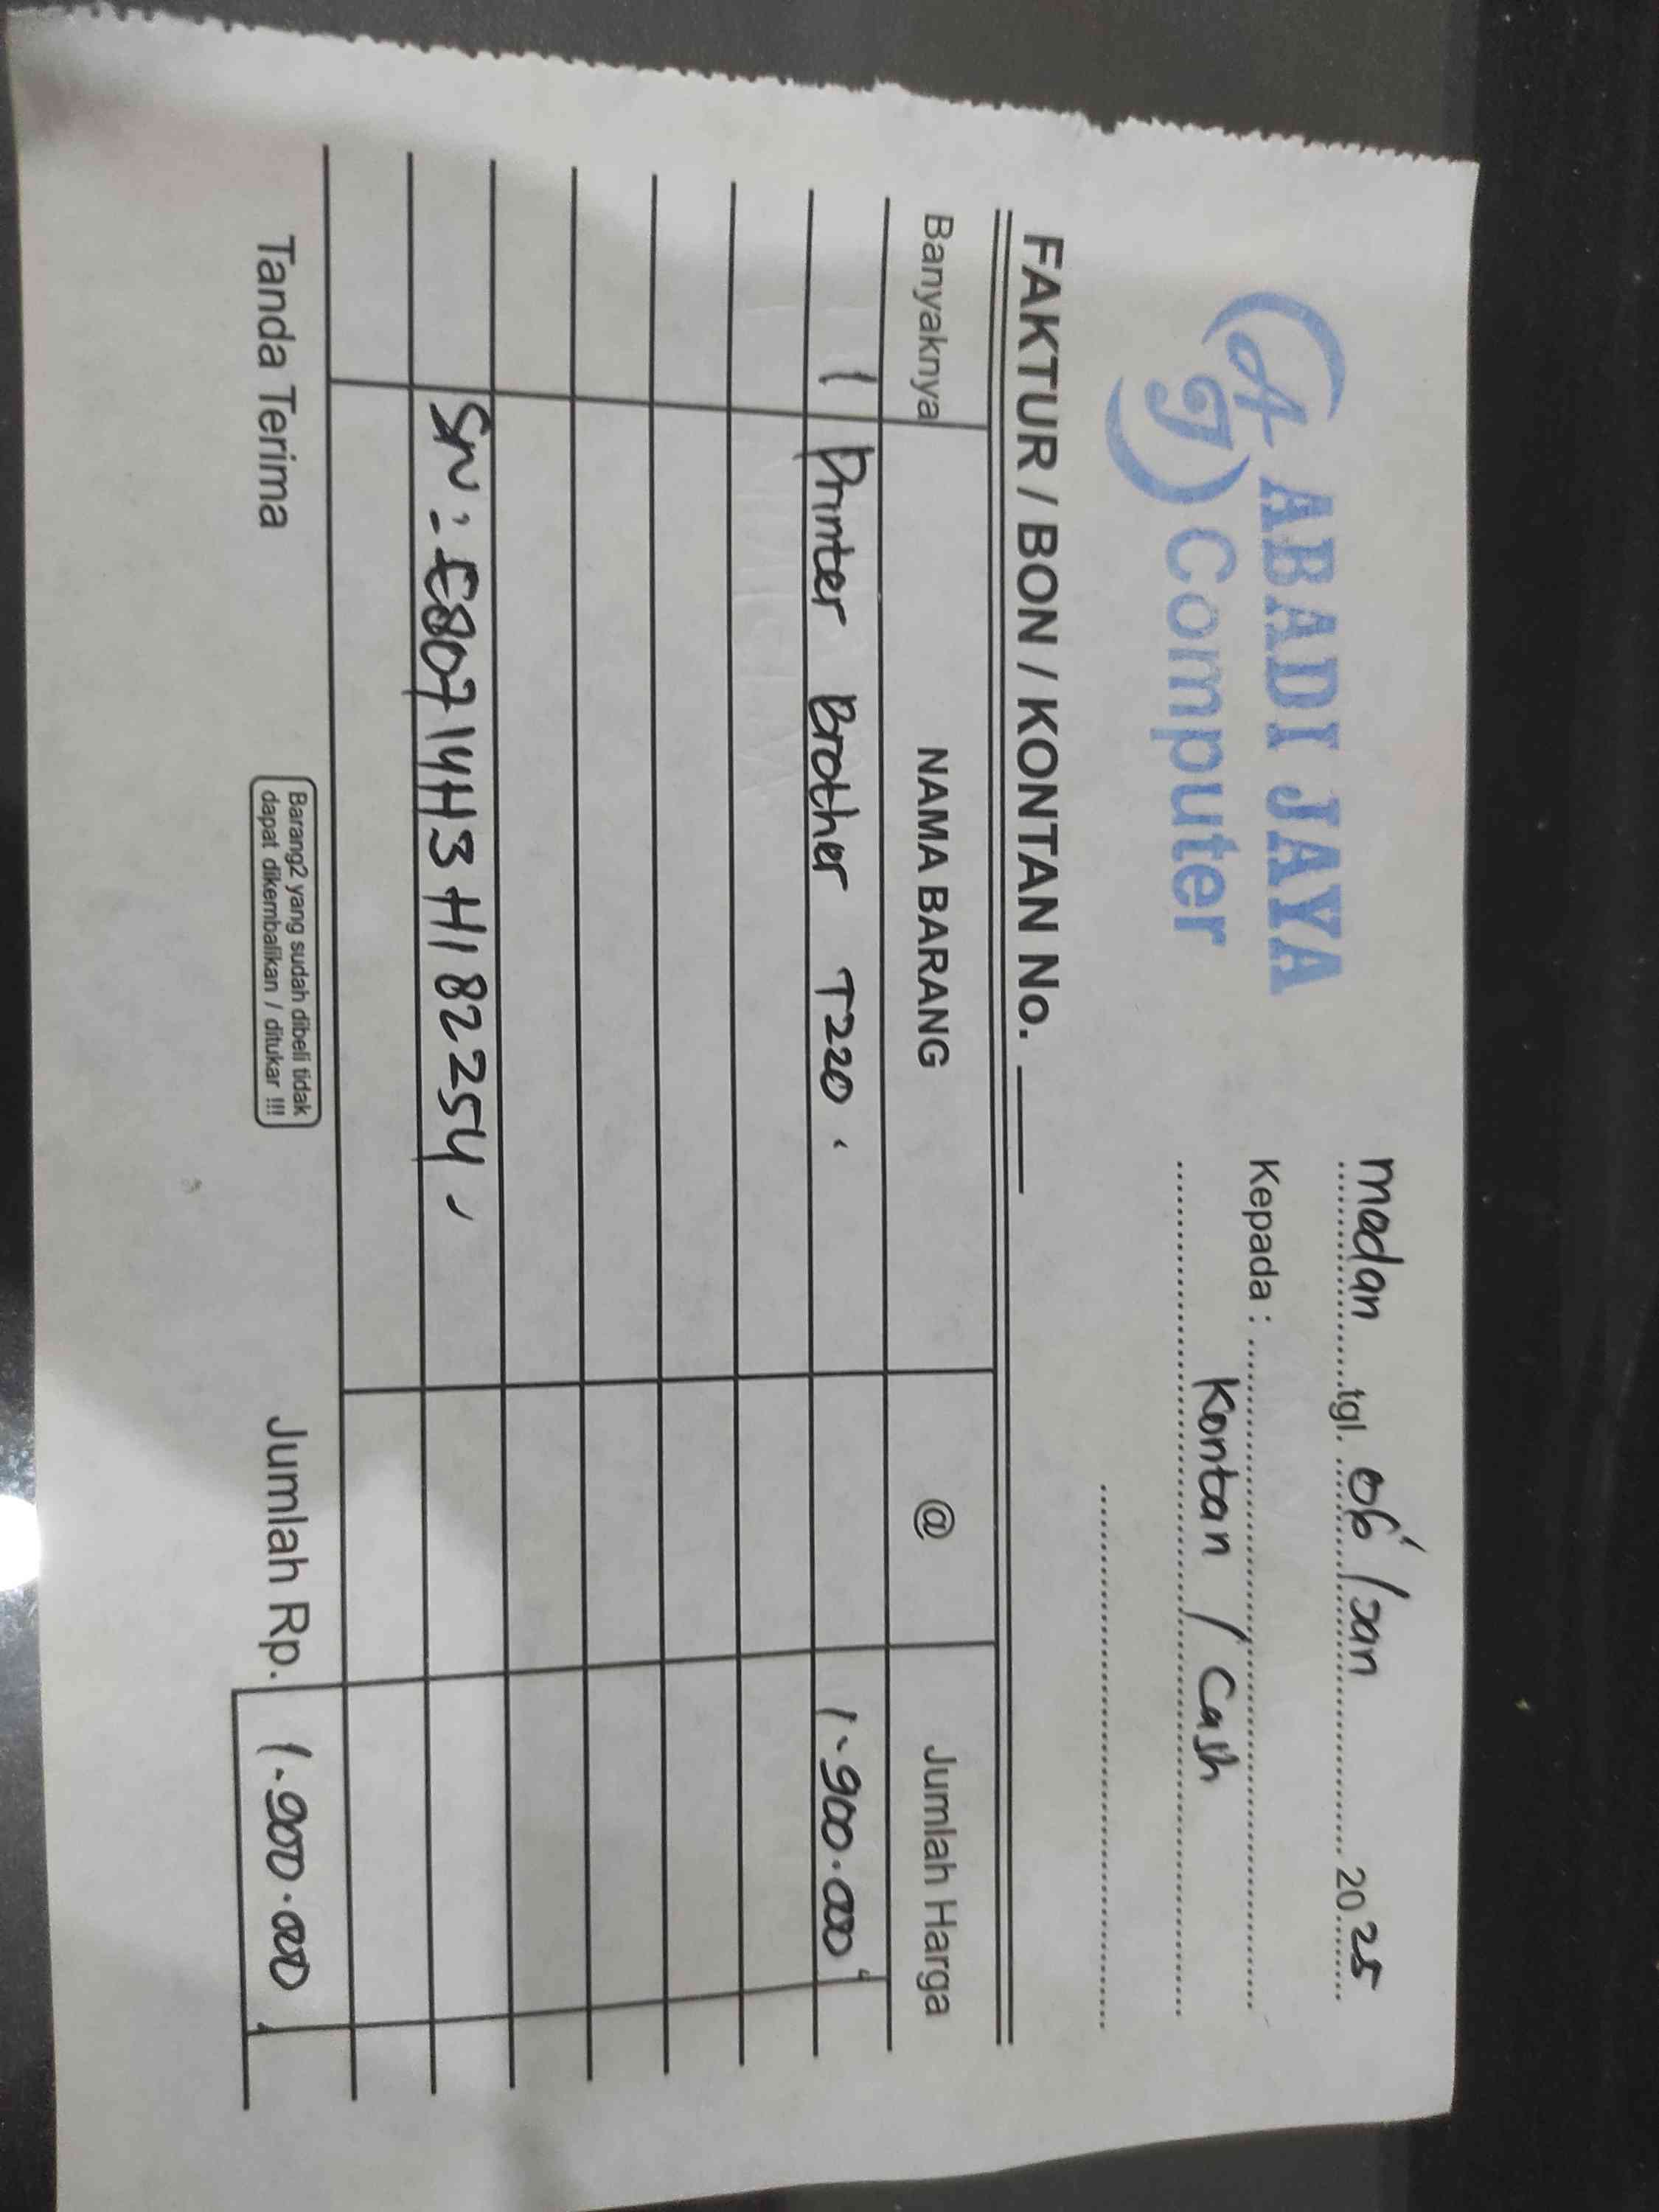 ABADI JAYA
AJ Computer
medan tgl. 06 / Jan 2025
Kepada :
Kontan / Cash
FAKTUR / BON / KONTAN No.
Banyaknya NAMA BARANG @ Jumlah Harga
1 Printer Brother T220. 1.900.000
SN : E80714H3H182254
Tanda Terima
Barang2 yang sudah dibeli tidak
dapat dikembalikan / ditukar !!!
Jumlah Rp. 1.900.000